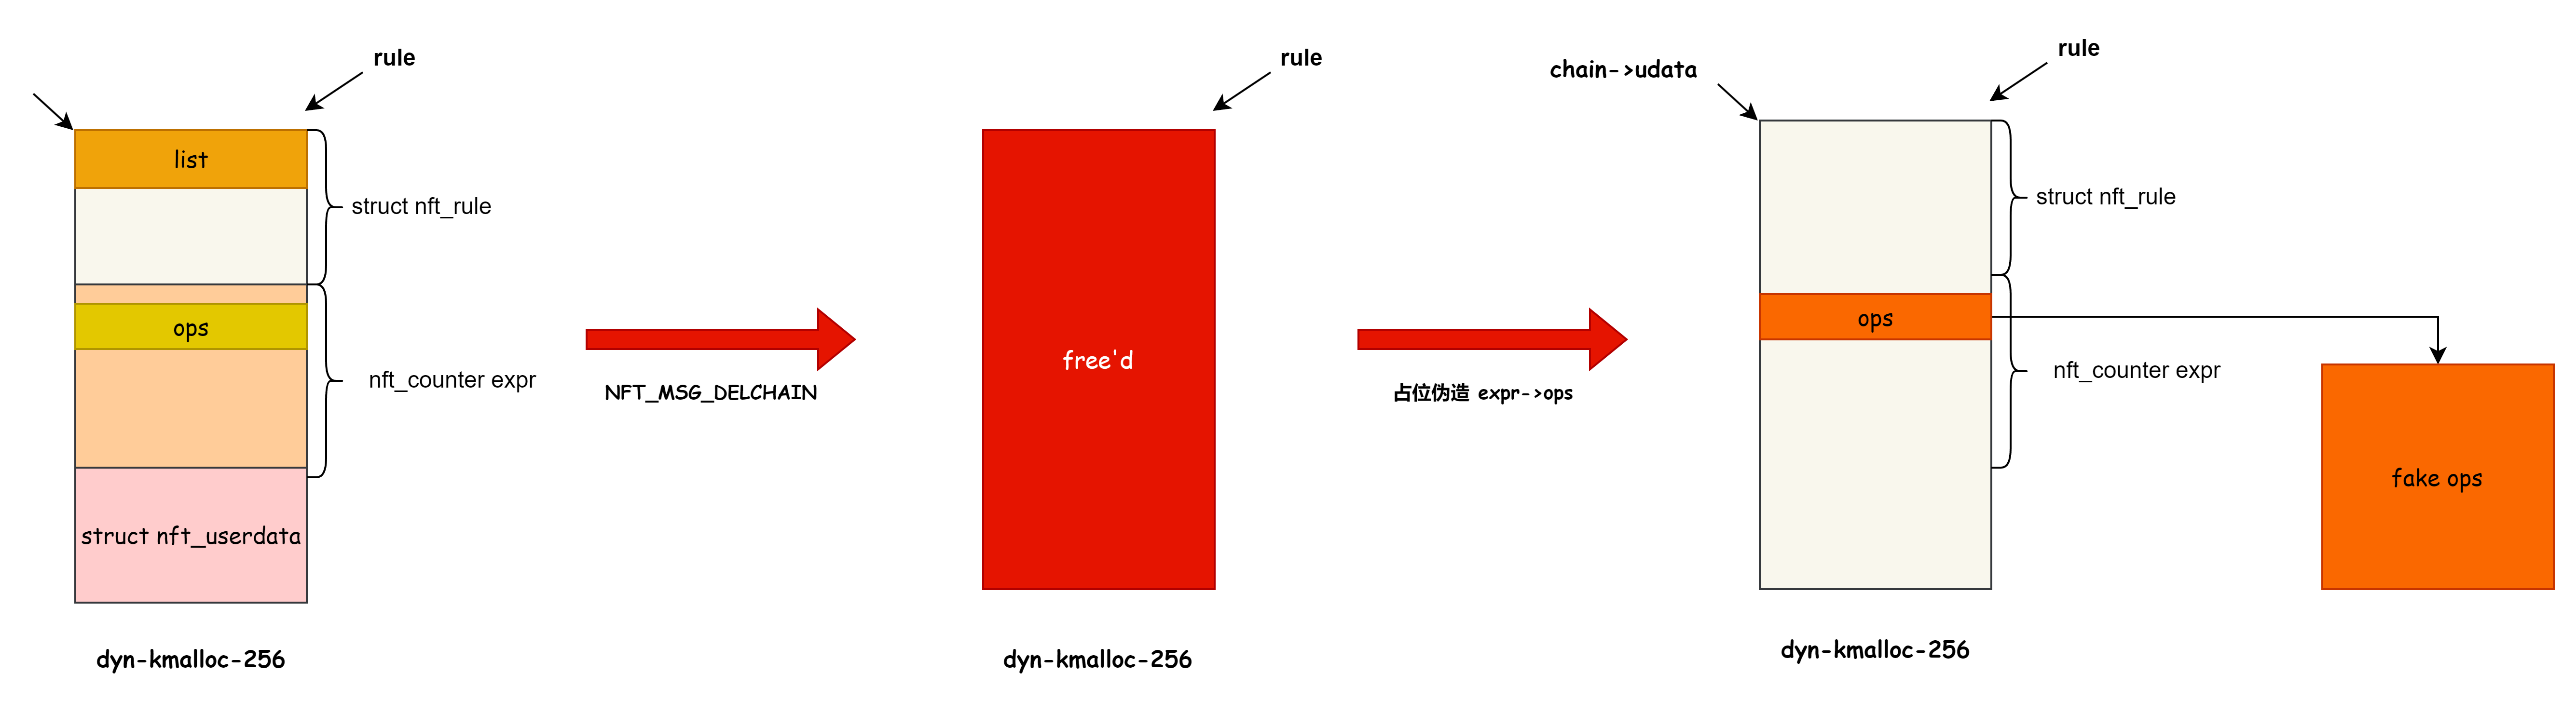 rule
list
struct nft_rule
ops
nft_counter expr
struct nft_userdata
dyn-kmalloc-256
NFT_MSG_DELCHAIN
rule
free'd
dyn-kmalloc-256
占位伪造 expr->ops
chain->udata
rule
struct nft_rule
ops
nft_counter expr
fake ops
dyn-kmalloc-256